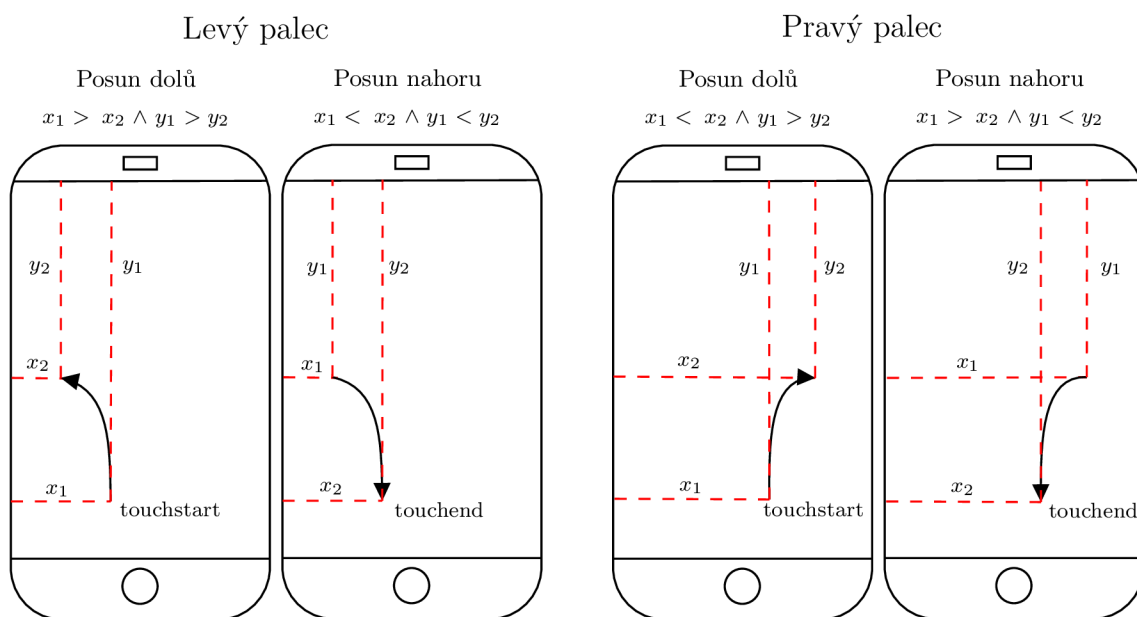 Levý palec
Pravý palec
Posun dolů
Posun nahoru
Posun dolů
Posun nahoru
x₁ > x₂ ∧ y₁ > y₂
x₁ < x₂ ∧ y₁ < y₂
x₁ < x₂ ∧ y₁ > y₂
x₁ > x₂ ∧ y₁ < y₂
y₂
y₁
y₁
y₂
y₁
y₂
y₂
y₁
x₂
x₁
x₂
x₁
x₁
x₂
x₁
x₂
touchstart
touchend
touchstart
touchend